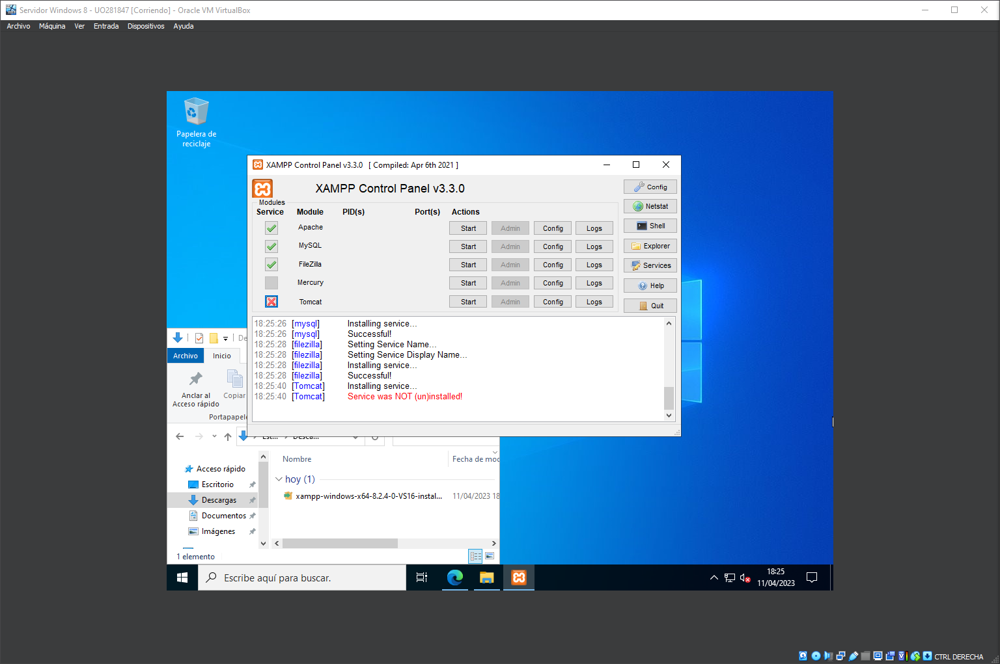 Servidor Windows 8 - UO281847 [Corriendo] - Oracle VM VirtualBox
Archivo Máquina Ver Entrada Dispositivos Ayuda
Papelera de
reciclaje
XAMPP Control Panel v3.3.0 [ Compiled: Apr 6th 2021 ]
XAMPP Control Panel v3.3.0
Config
Modules
Netstat
Service Module PID(s) Port(s) Actions
Shell
Apache Start Admin Config Logs
MySQL Start Admin Config Logs
Explorer
FileZilla Start Admin Config Logs
Services
Mercury Start Admin Config Logs
Help
Tomcat Start Admin Config Logs
Quit
18:25:26 [mysql] Installing service...
18:25:26 [mysql] Successful!
18:25:28 [filezilla] Setting Service Name...
18:25:28 [filezilla] Setting Service Display Name...
18:25:28 [filezilla] Installing service...
18:25:28 [filezilla] Successful!
18:25:40 [Tomcat] Installing service...
18:25:40 [Tomcat] Service was NOT (un)installed!
De
Archivo Inicio
Anclar al
Acceso rápido
Copiar
Portapapele
Est... Desca...
Nombre Fecha de mod
Acceso rápido
Escritorio
Descargas
Documentos
Imágenes
hoy (1)
xampp-windows-x64-8.2.4-0-VS16-instal... 11/04/2023 18
1 elemento
Escribe aquí para buscar.
18:25
11/04/2023
CTRL DERECHA